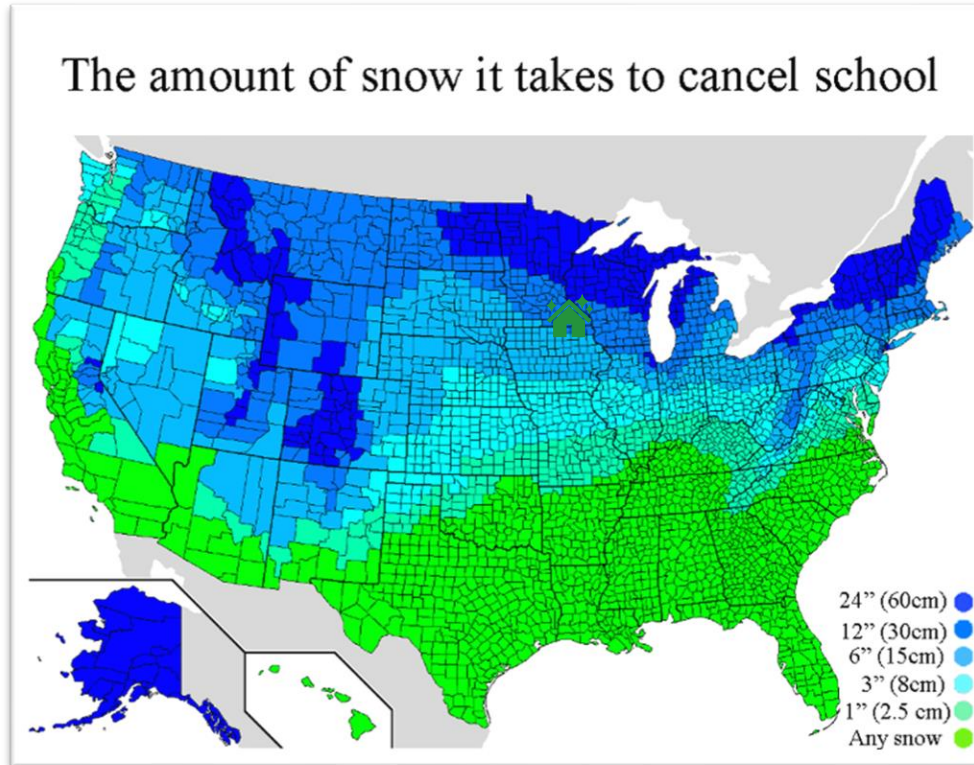 The amount of snow it takes to cancel school
24” (60cm)
12” (30cm)
6” (15cm)
3” (8cm)
1” (2.5 cm)
Any snow